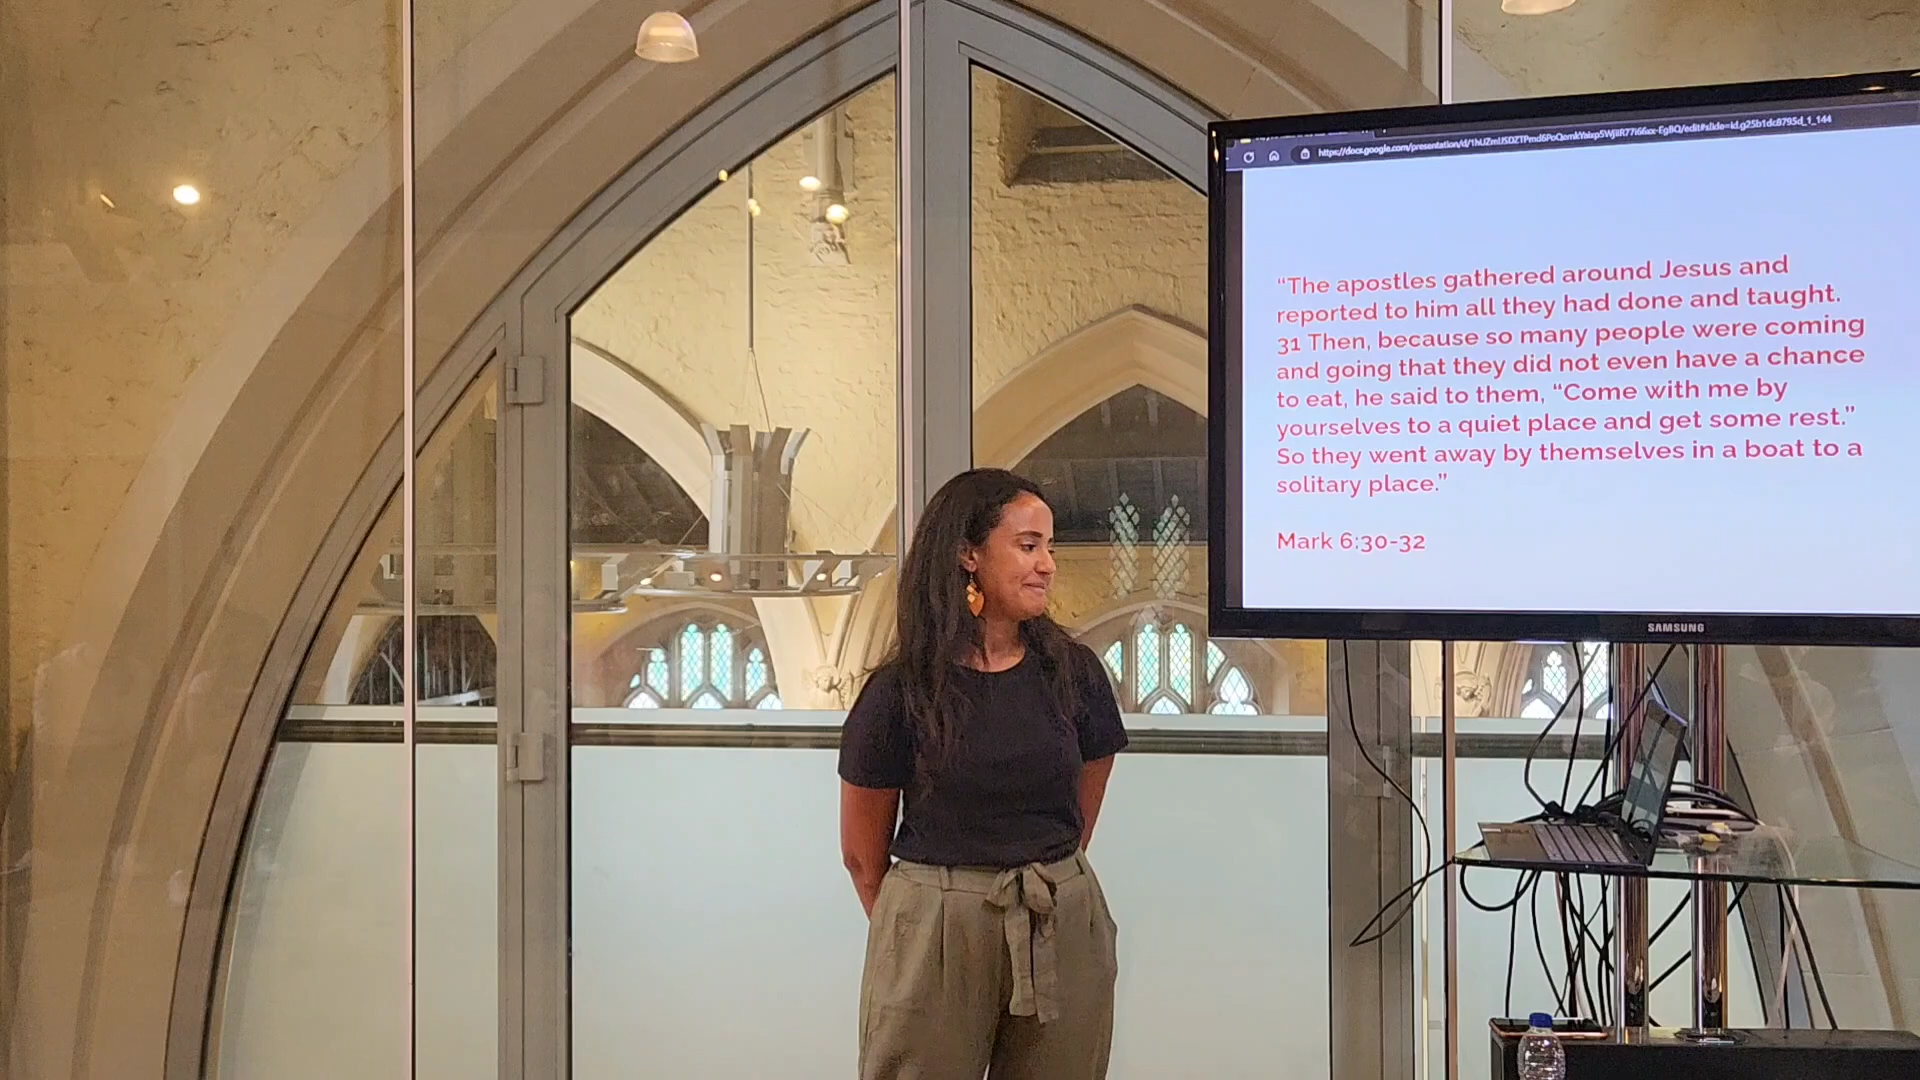 “The apostles gathered around Jesus and
reported to him all they had done and taught.
31 Then, because so many people were coming
and going that they did not even have a chance
to eat, he said to them, “Come with me by
yourselves to a quiet place and get some rest.”
So they went away by themselves in a boat to a
solitary place.”
Mark 6:30-32
SAMSUNG